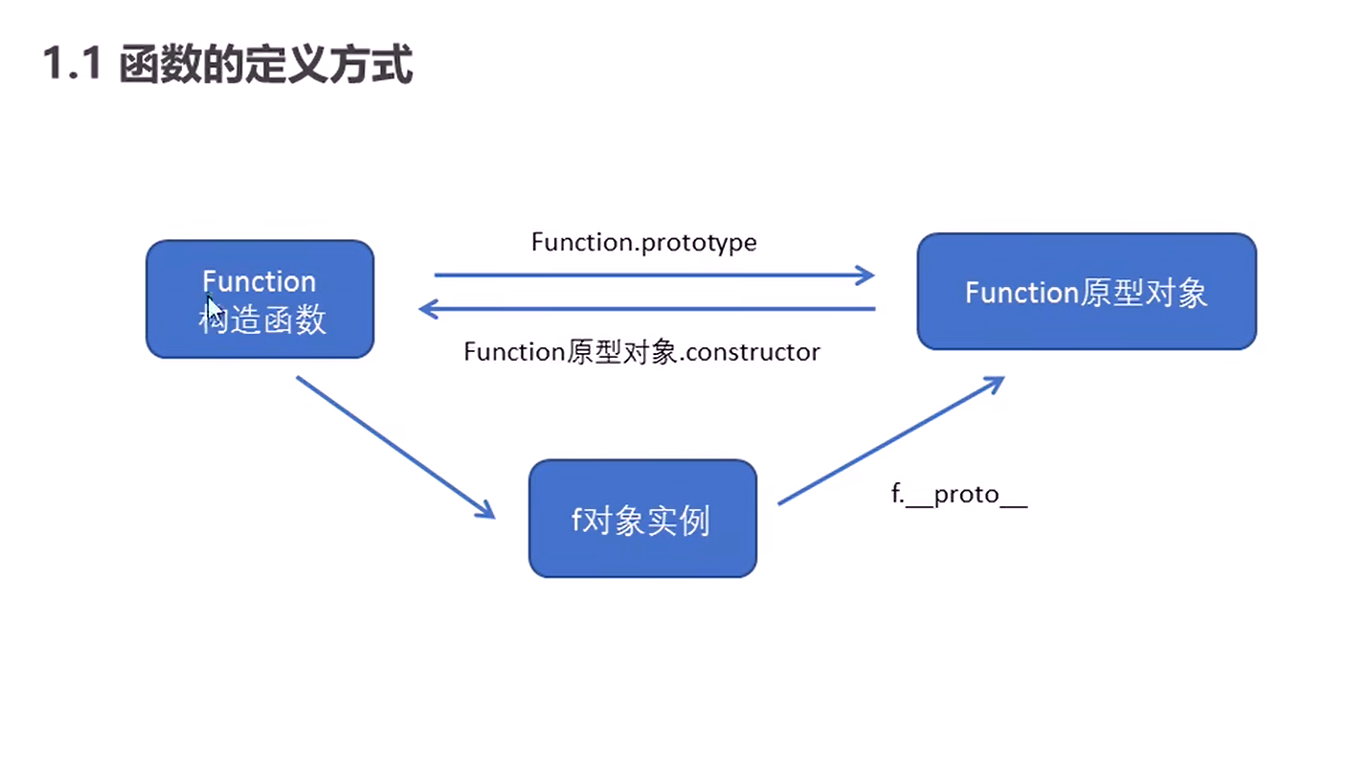 1.1 函数的定义方式
Function.prototype
Function
构造函数
Function原型对象
Function原型对象.constructor
f对象实例
f.__proto__